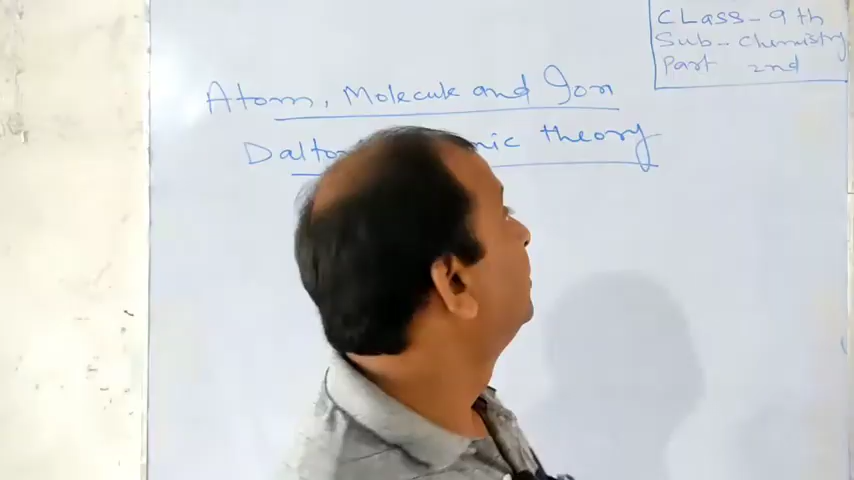 CLass-9th
Sub-Chemistry
Part 2nd
Atom, Molecule and Ion
theory